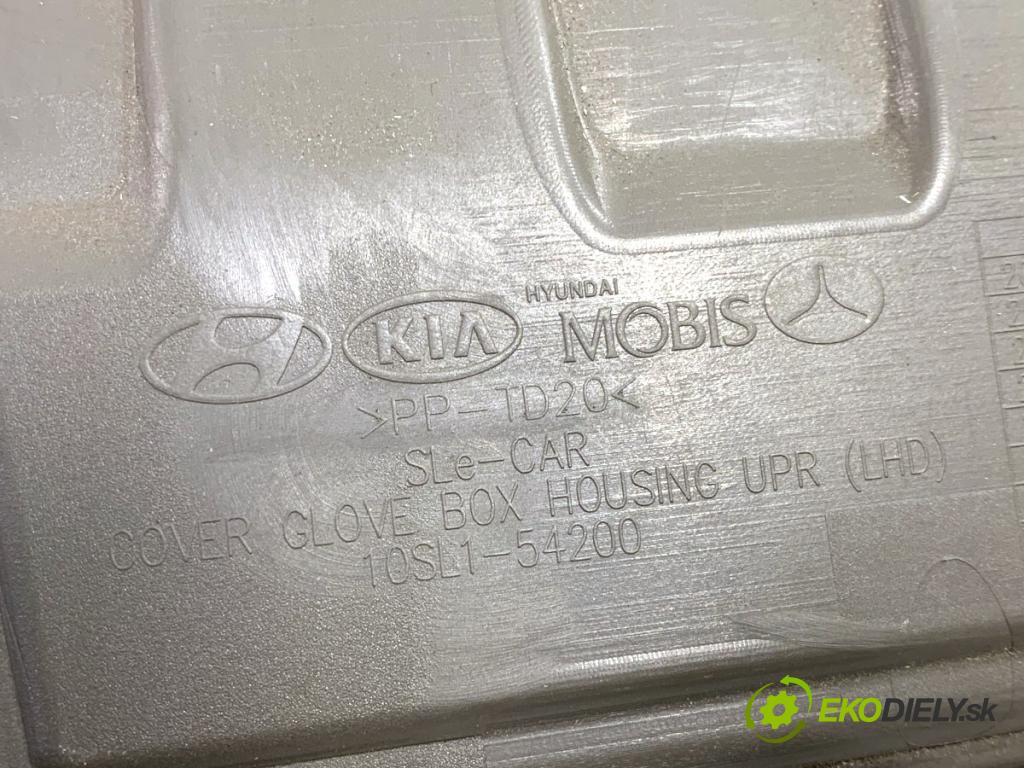 HYUNDAI
KIA MOBIS
>PP-TD20<
SLe-CAR
COVER GLOVE BOX HOUSING UPR (LHD)
10SL1-54200
EKODIELY.sk